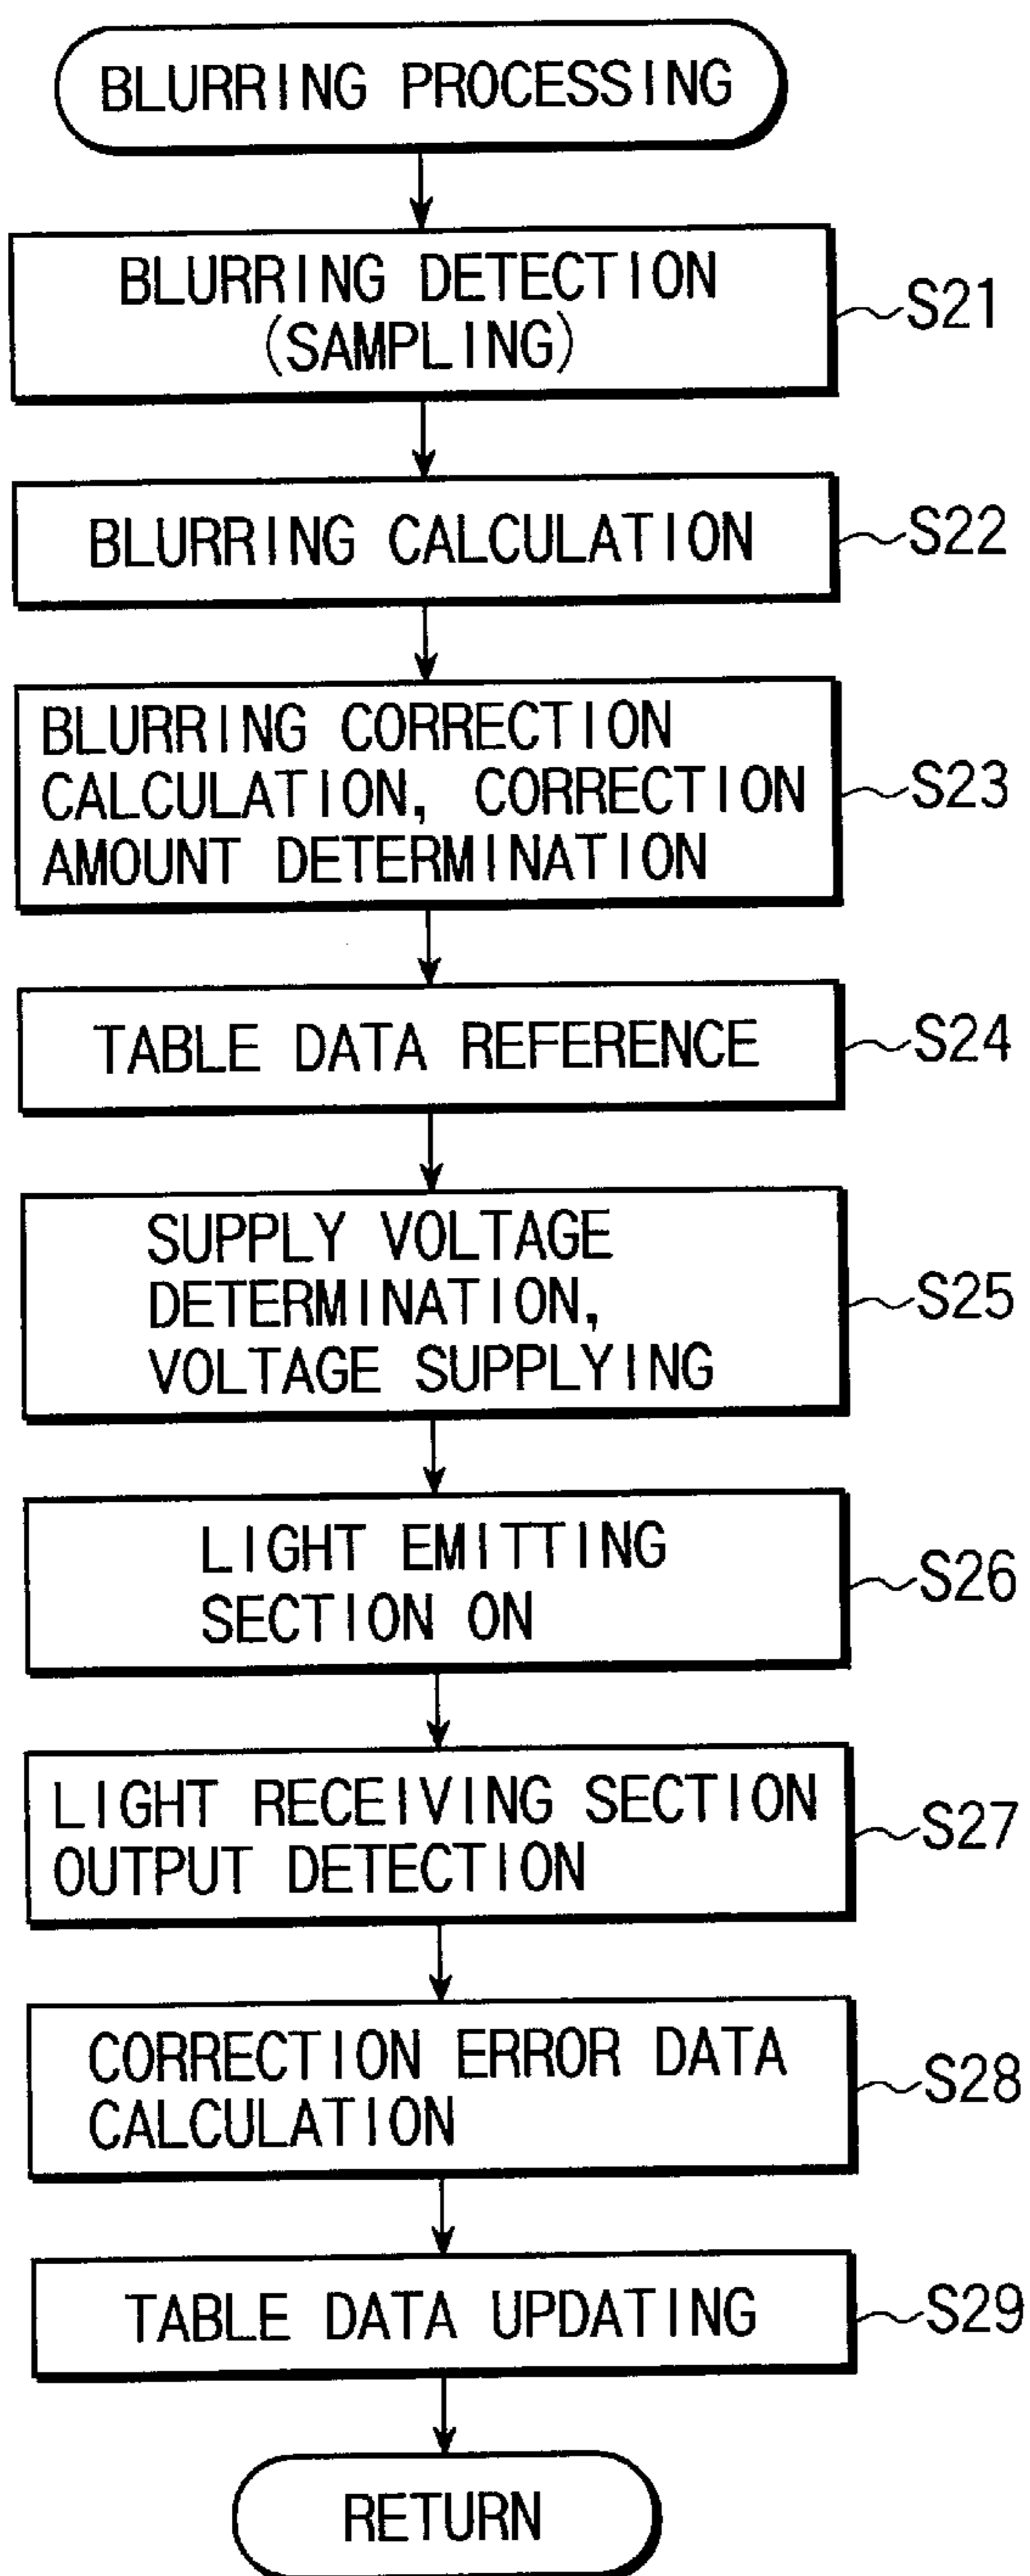 BLURRING PROCESSING
BLURRING DETECTION
(SAMPLING)
S21
BLURRING CALCULATION
S22
BLURRING CORRECTION
CALCULATION, CORRECTION
AMOUNT DETERMINATION
S23
TABLE DATA REFERENCE
S24
SUPPLY VOLTAGE
DETERMINATION,
VOLTAGE SUPPLYING
S25
LIGHT EMITTING
SECTION ON
S26
LIGHT RECEIVING SECTION
OUTPUT DETECTION
S27
CORRECTION ERROR DATA
CALCULATION
S28
TABLE DATA UPDATING
S29
RETURN